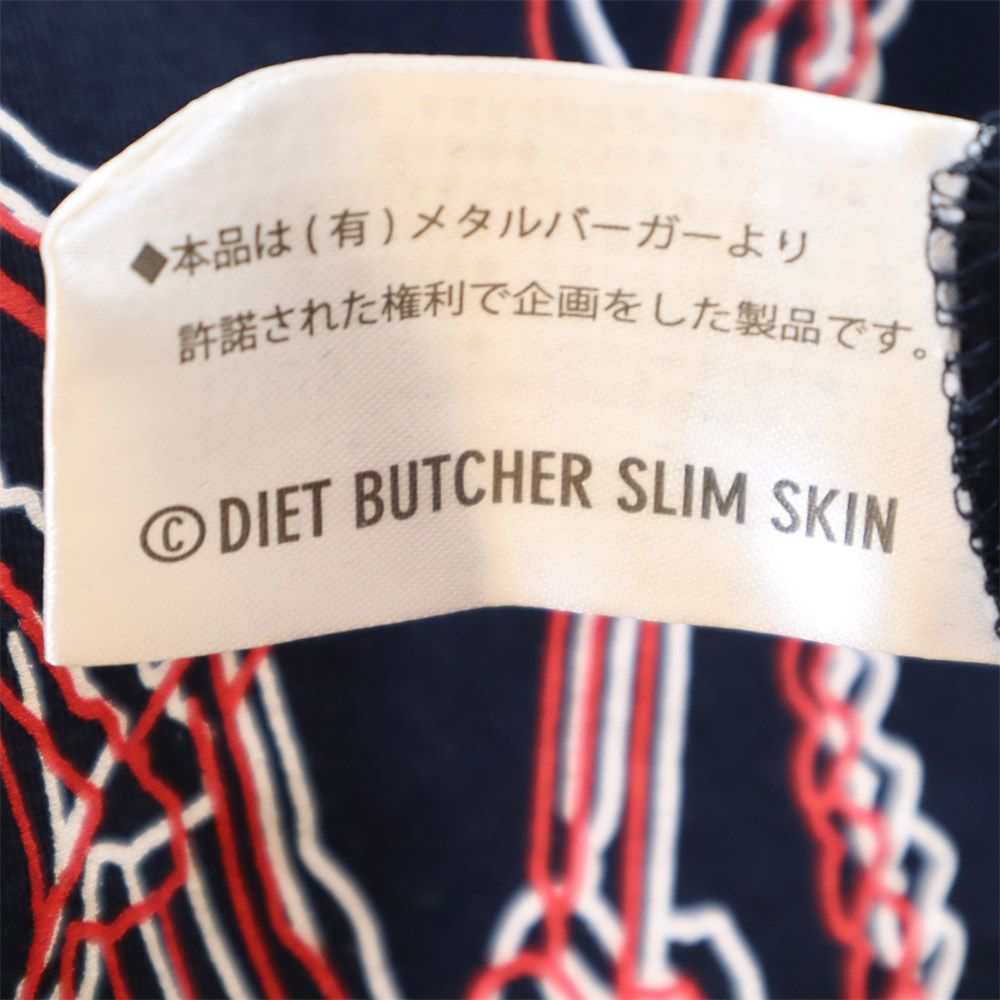 ◆本品は(有)メタルバーガーより
許諾された権利で企画をした製品です。
©DIET BUTCHER SLIM SKIN